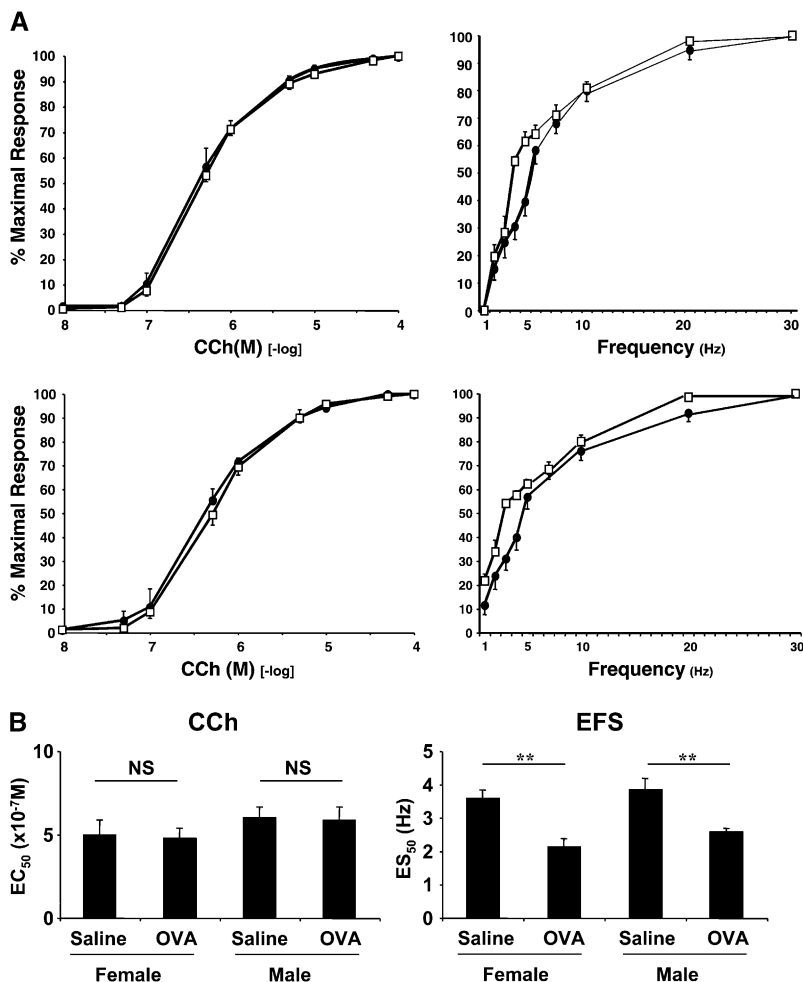 A
100
90
80
70
60
50
40
30
20
10
0
% Maximal Response
8 7 6 5 4
CCh(M) [-log]
100
90
80
70
60
50
40
30
20
10
0
1 5 10 20 30
Frequency (Hz)
100
90
80
70
60
50
40
30
20
10
0
% Maximal Response
8 7 6 5 4
CCh (M) [-log]
100
90
80
70
60
50
40
30
20
10
0
1 5 10 20 30
Frequency (Hz)
B
CCh
10
5
0
EC50 (x10-7M)
NS NS
Saline OVA Saline OVA
Female Male
EFS
5
4
3
2
1
0
ES50 (Hz)
** **
Saline OVA Saline OVA
Female Male